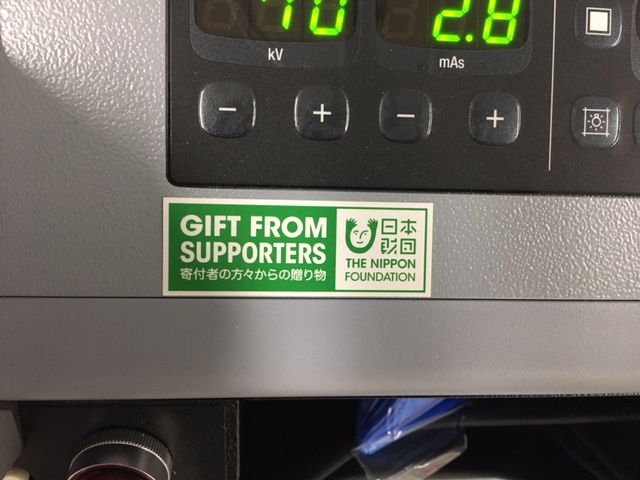 70
2.8
kV
mAs
− + − +
GIFT FROM
SUPPORTERS
寄付者の方々からの贈り物
日本
財団
THE NIPPON
FOUNDATION